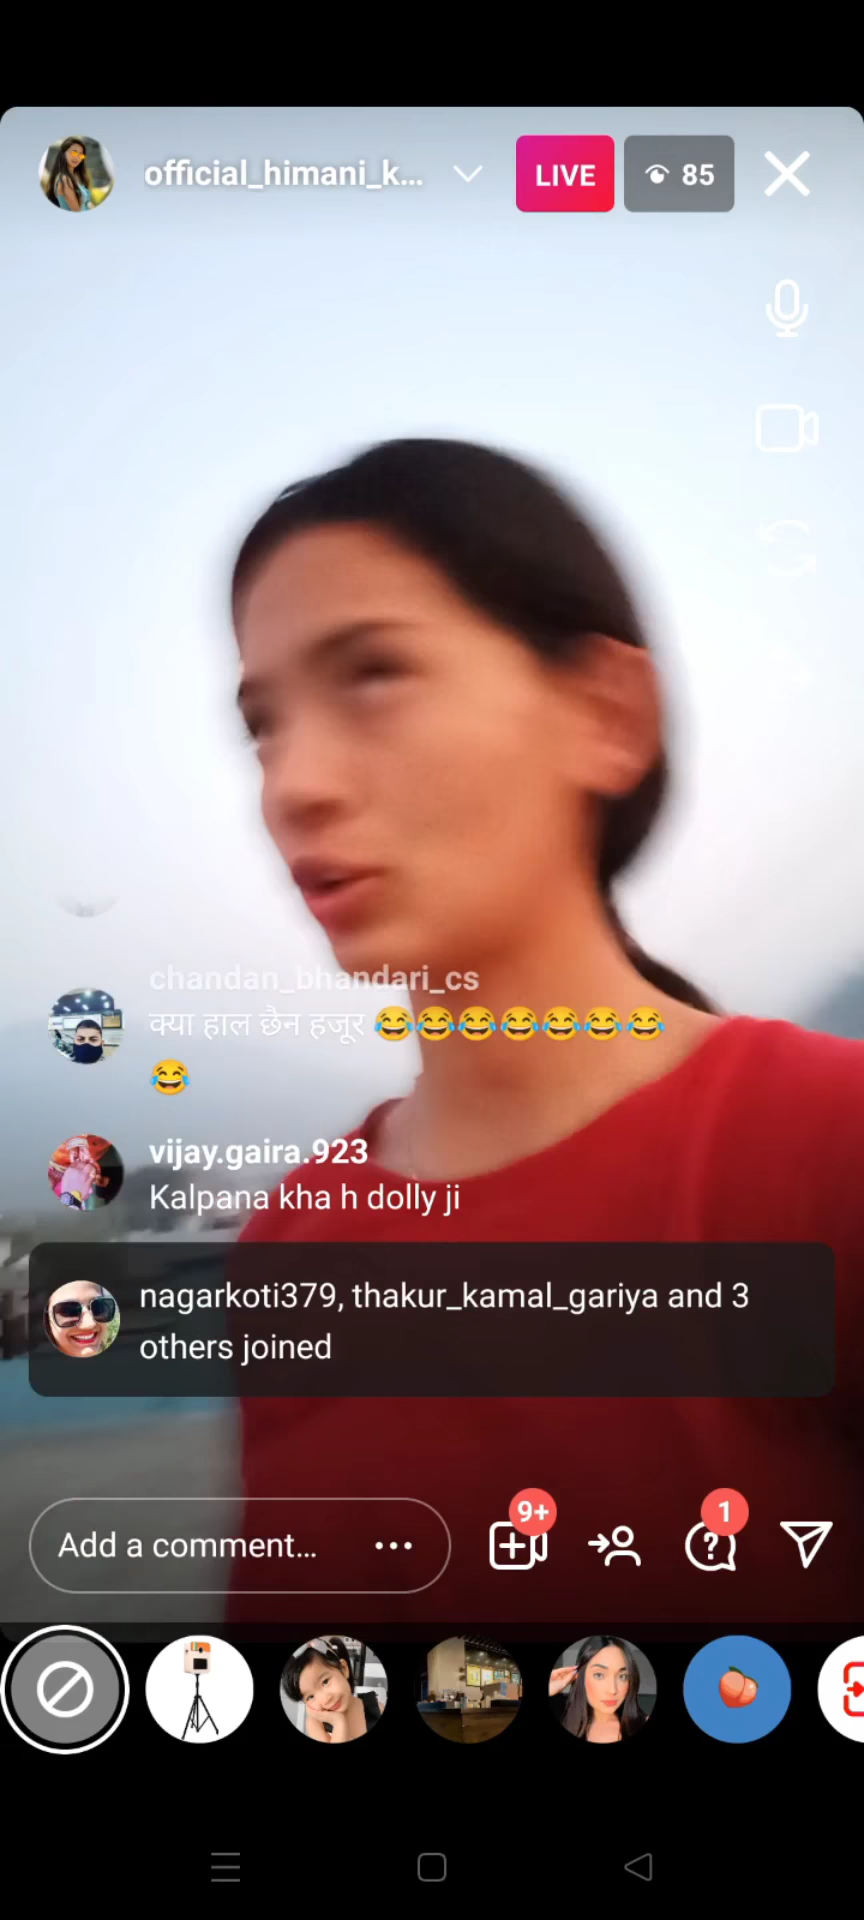 official_himani_k...
LIVE
85
chandan_bhandari_cs
क्या हाल छैन हजूर 😂😂😂😂😂😂😂
😂
vijay.gaira.923
Kalpana kha h dolly ji
nagarkoti379, thakur_kamal_gariya and 3
others joined
9+
1
Add a comment...